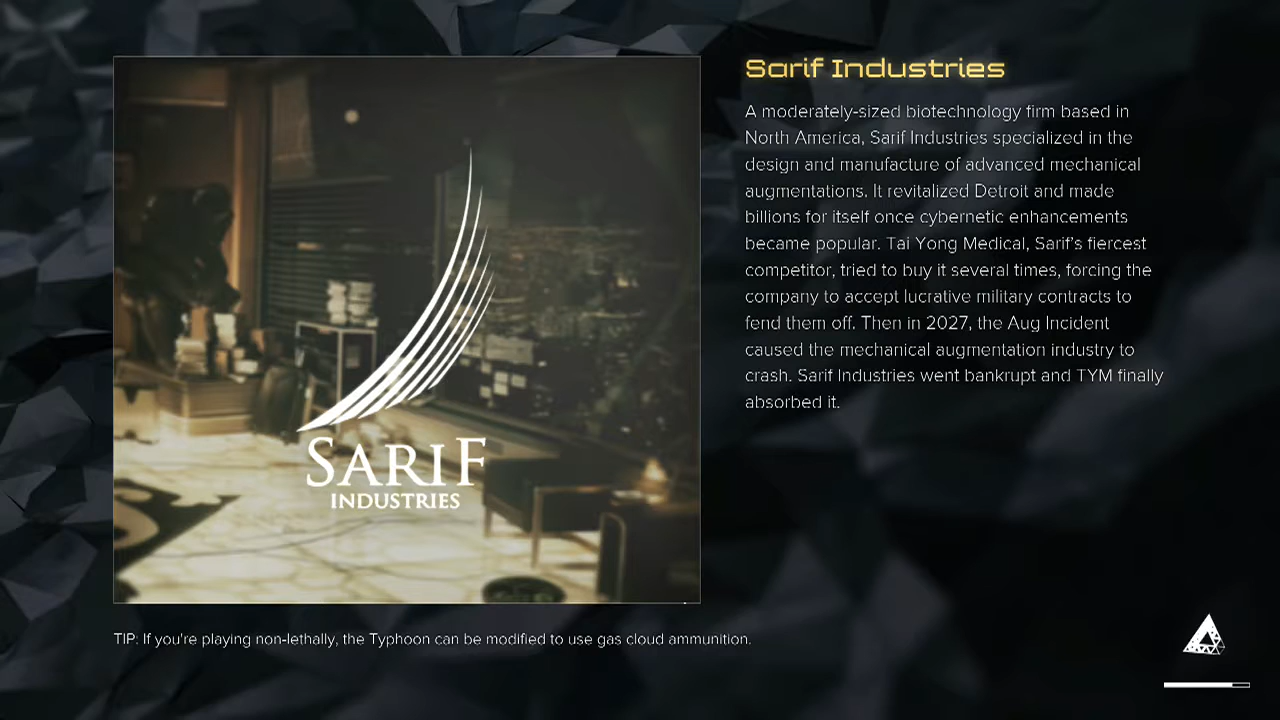 Sarif Industries
A moderately-sized biotechnology firm based in
North America, Sarif Industries specialized in the
design and manufacture of advanced mechanical
augmentations. It revitalized Detroit and made
billions for itself once cybernetic enhancements
became popular. Tai Yong Medical, Sarif's fiercest
competitor, tried to buy it several times, forcing the
company to accept lucrative military contracts to
fend them off. Then in 2027, the Aug Incident
caused the mechanical augmentation industry to
crash. Sarif Industries went bankrupt and TYM finally
absorbed it.
SARIF
INDUSTRIES
TIP: If you're playing non-lethally, the Typhoon can be modified to use gas cloud ammunition.